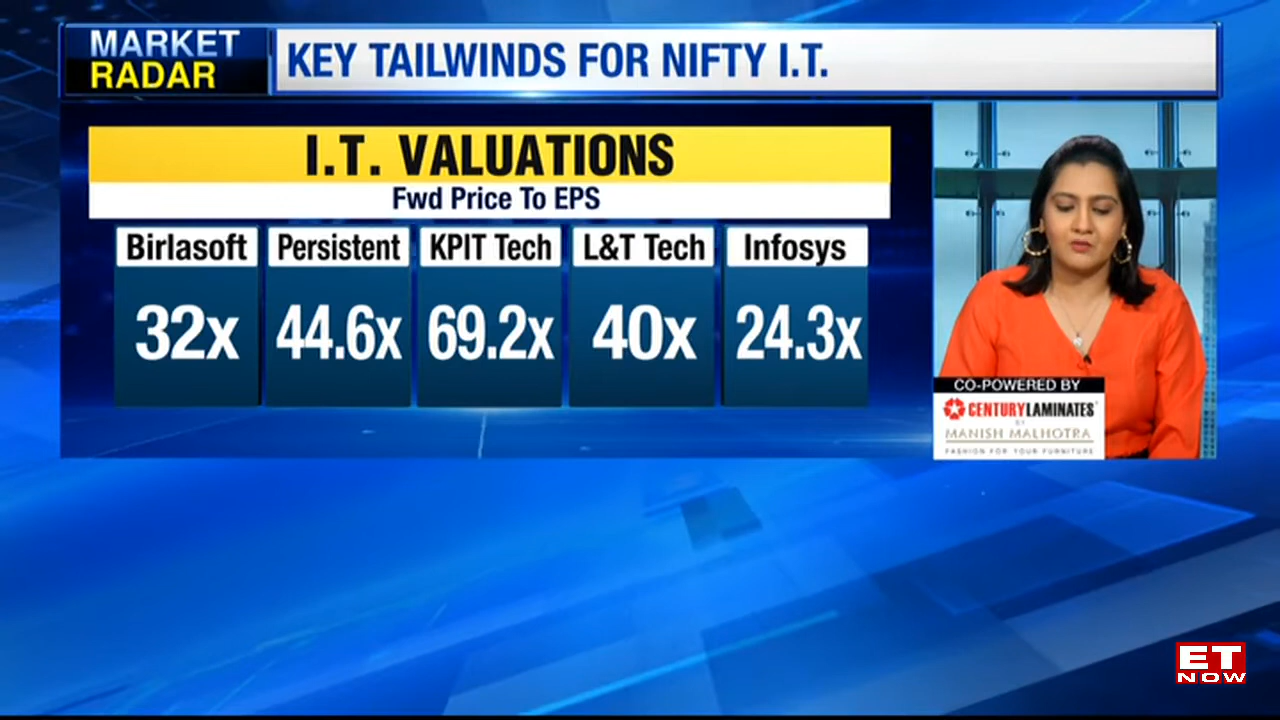 MARKET
RADAR
KEY TAILWINDS FOR NIFTY I.T.
I.T. VALUATIONS
Fwd Price To EPS
Birlasoft Persistent KPIT Tech L&T Tech Infosys
32x 44.6x 69.2x 40x 24.3x
CO-POWERED BY
CENTURYLAMINATES
BY
MANISH MALHOTRA
FASHION FOR YOUR FURNITURE
ET
NOW